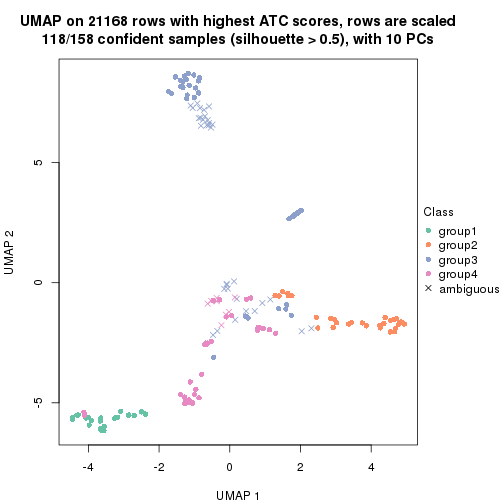 UMAP on 21168 rows with highest ATC scores, rows are scaled
118/158 confident samples (silhouette > 0.5), with 10 PCs
5
0
-5
UMAP 2
-4
-2
0
2
4
UMAP 1
Class
group1
group2
group3
group4
ambiguous